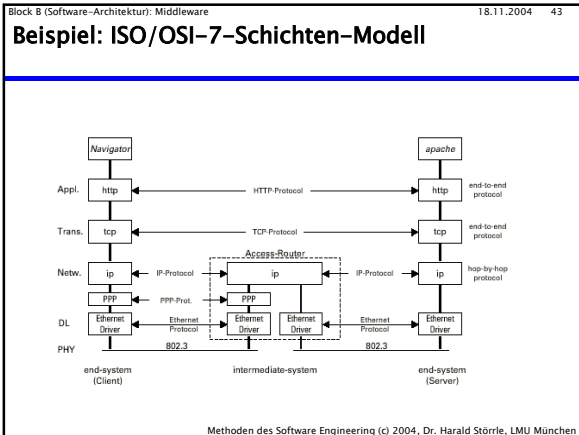 Block B (Software-Architektur): Middleware 18.11.2004 43
Beispiel: ISO/OSI-7-Schichten-Modell
Navigator apache
Appl. http HTTP-Protocol http end-to-end
protocol
Trans. tcp TCP-Protocol tcp end-to-end
protocol
Access-Router
Netw. ip IP-Protocol ip IP-Protocol ip hop-by-hop
protocol
PPP PPP-Prot. PPP
DL Ethernet Ethernet Ethernet Ethernet Ethernet Ethernet
Driver Protocol Driver Driver Protocol Driver
PHY 802.3 802.3
end-system intermediate-system end-system
(Client) (Server)
Methoden des Software Engineering (c) 2004, Dr. Harald Störrle, LMU München